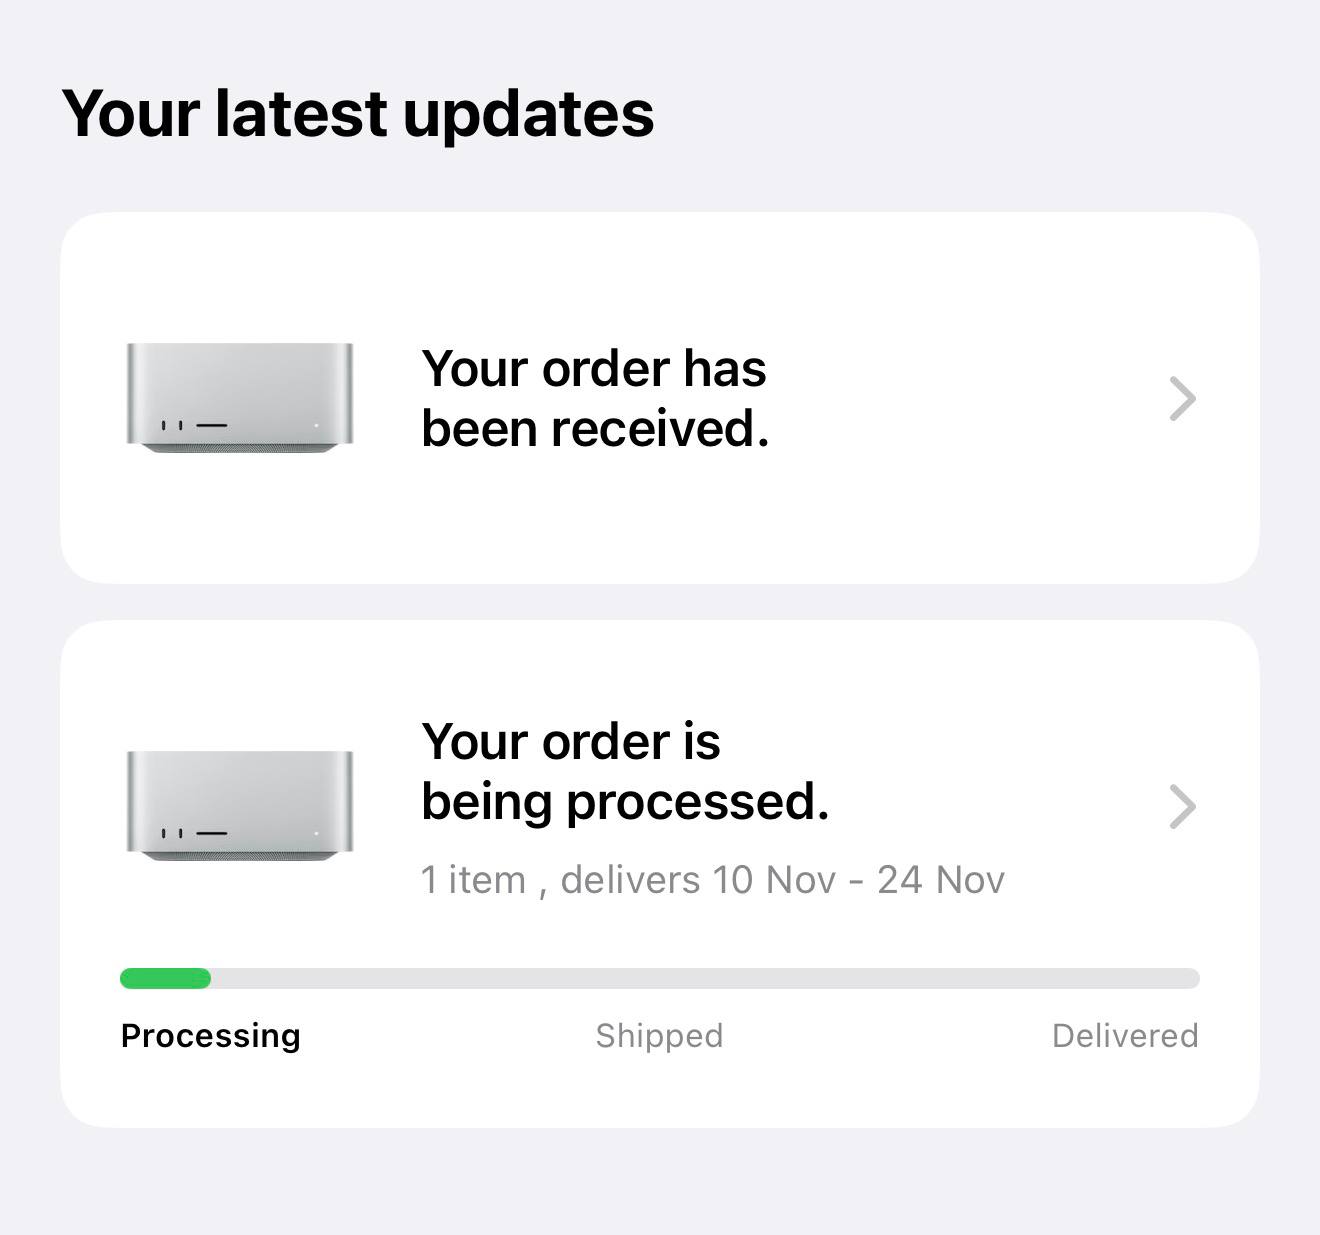 Your latest updates
Your order has
been received.
Your order is
being processed.
1 item , delivers 10 Nov - 24 Nov
Processing
Shipped
Delivered